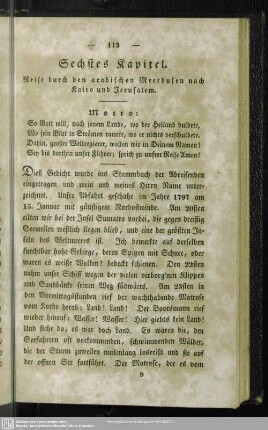 — 113 —
Sechstes Kapitel.
Reise durch den arabischen Meerbusen nach
Kairo und Jerusalem.
Motto:
So Gott will, nach jenem Lande, wo der Heiland duldete,
Wo sein Blut in Strömen rannte, wo er nichts verschuldete.
Dahin, großer Weltregierer, wollen wir in Deinem Namen!
Sey bis dorthin unser Führer; sprich zu unsrer Reise Amen!
Dieß Gedicht wurde ins Stammbuch der Abreisenden
eingetragen und mein und meines Herrn Name unter-
zeichnet. Unsre Abfahrt geschahe im Jahre 1797 am
15. Januar mit günstigem Nordostwinde. Am 20sten
eilten wir bei der Insel Sumatra vorbei, die gegen dreißig
Seemeilen westlich liegen blieb, und eine der größten In-
seln des Weltmeeres ist. Ich bemerkte auf derselben
furchtbar hohe Gebirge, deren Spitzen mit Schnee, oder
waren es weiße Wolken? bedeckt schienen. Den 22sten
nahm unser Schiff wegen der vielen verborg'nen Klippen
und Sandbänke seinen Weg südwärts. Am 23sten in
den Vormittagsstunden rief der wachthabende Matrose
vom Korbe herab: Land! Land! Der Bootsmann rief
wieder hinauf: Wasser! Wasser! Hier giebts kein Land!
Und siehe da, es war doch Land. Es waren die, den
Seefahrern oft vorkommenden, schwimmenden Wälder,
die der Sturm zuweilen meilenlang losreißt und sie auf
der offnen See fortführt. Der Matrose, der es vom
8